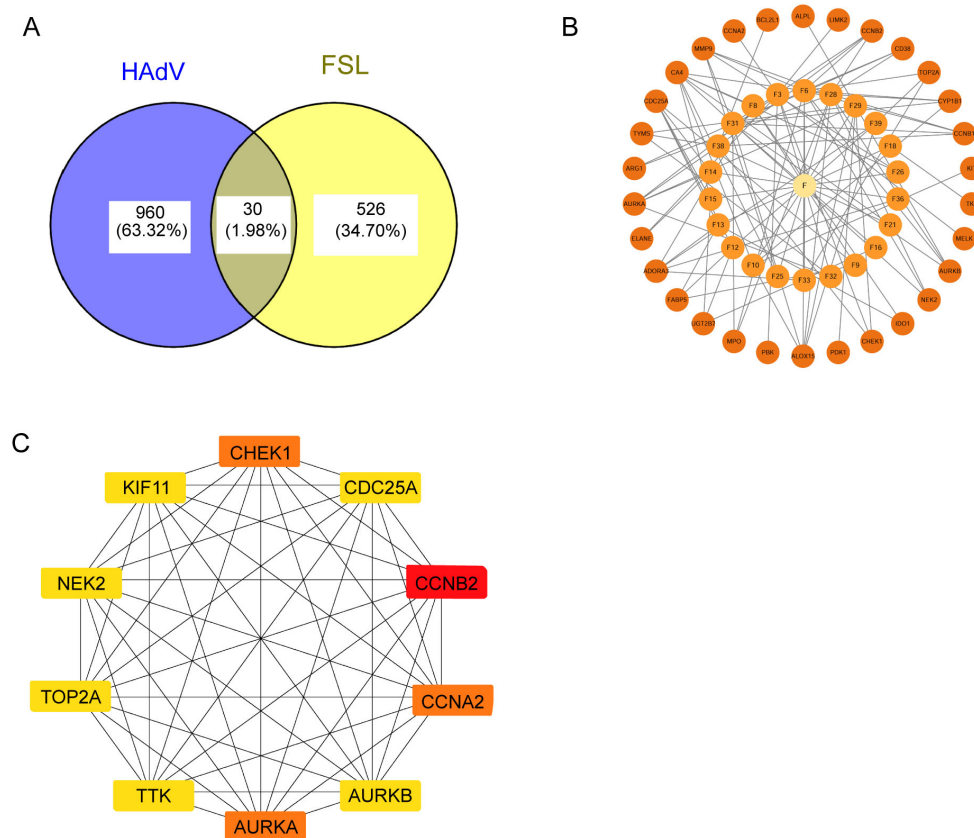 A
HAdV
FSL
960
(63.32%)
30
(1.98%)
526
(34.70%)
B
ALPL
LIMK2
BCL2L1
CCNA2
CCNB2
CD38
MMP9
TOP2A
CA4
CYP1B1
CDC25A
CCNB1
TYMS
ARG1
AURKA
MELK
ELANE
AURKB
ADORA3
NEK2
FABP5
IDO1
UGT2B7
CHEK1
MPO
PDK1
PBK
ALOX15
F3
F6
F28
F8
F29
F31
F39
F38
F18
F14
F26
F
F15
F36
F13
F21
F12
F16
F10
F9
F25
F33
F32
C
CHEK1
KIF11
CDC25A
NEK2
CCNB2
TOP2A
CCNA2
TTK
AURKB
AURKA